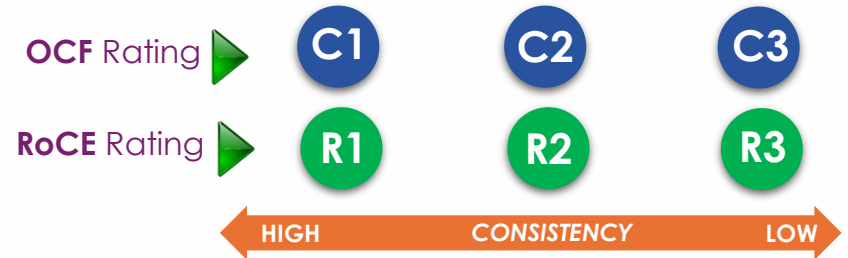 OCF Rating C1 C2 C3
RoCE Rating R1 R2 R3
HIGH CONSISTENCY LOW